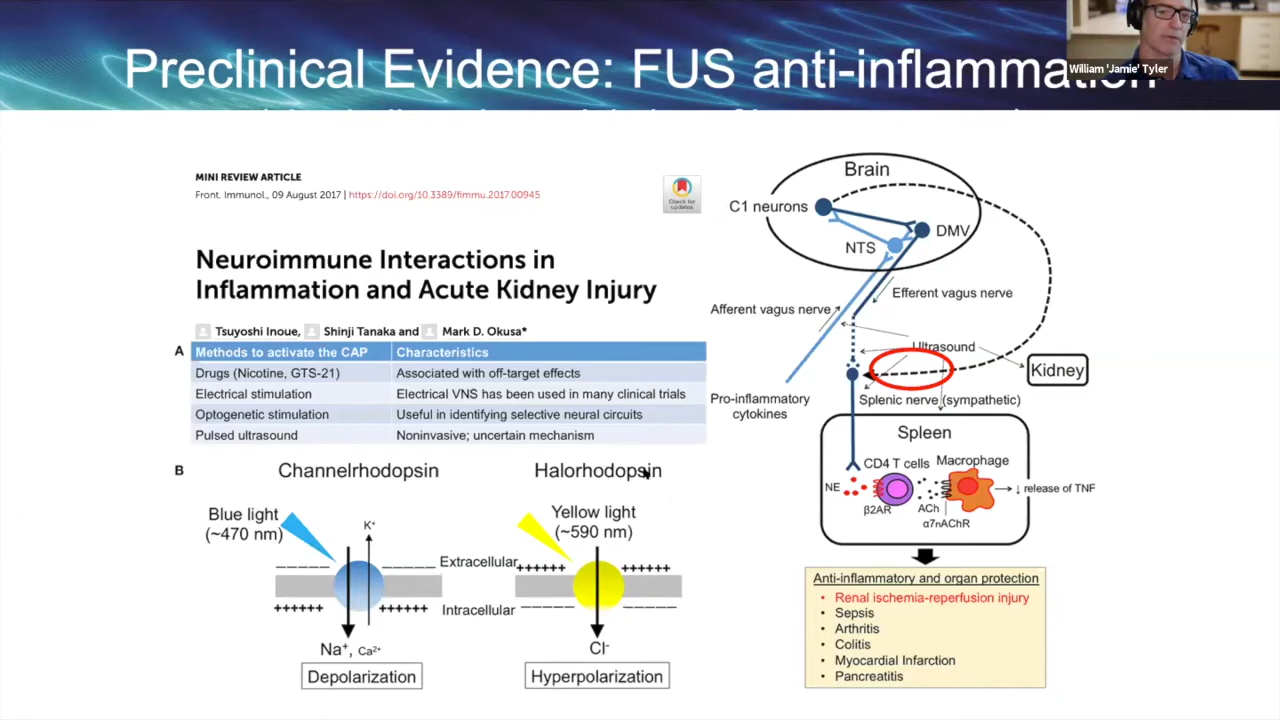 Preclinical Evidence: FUS anti-inflammation
William 'Jamie' Tyler
MINI REVIEW ARTICLE
Front. Immunol., 09 August 2017 | https://doi.org/10.3389/fimmu.2017.00945
Check for
updates
Neuroimmune Interactions in
Inflammation and Acute Kidney Injury
Tsuyoshi Inoue, Shinji Tanaka and Mark D. Okusa*
A
Methods to activate the CAP Characteristics
Drugs (Nicotine, GTS-21) Associated with off-target effects
Electrical stimulation Electrical VNS has been used in many clinical trials
Optogenetic stimulation Useful in identifying selective neural circuits
Pulsed ultrasound Noninvasive; uncertain mechanism
B
Channelrhodopsin
Blue light
(~470 nm)
K⁺
Na⁺, Ca²⁺
Depolarization
Extracellular
Intracellular
Halorhodopsin
Yellow light
(~590 nm)
Cl⁻
Hyperpolarization
Brain
C1 neurons
DMV
NTS
Efferent vagus nerve
Afferent vagus nerve
Ultrasound
Kidney
Pro-inflammatory
cytokines
Splenic nerve (sympathetic)
Spleen
CD4 T cells
Macrophage
NE
β2AR
ACh
α7nAChR
↓ release of TNF
Anti-inflammatory and organ protection
• Renal ischemia-reperfusion injury
• Sepsis
• Arthritis
• Colitis
• Myocardial Infarction
• Pancreatitis